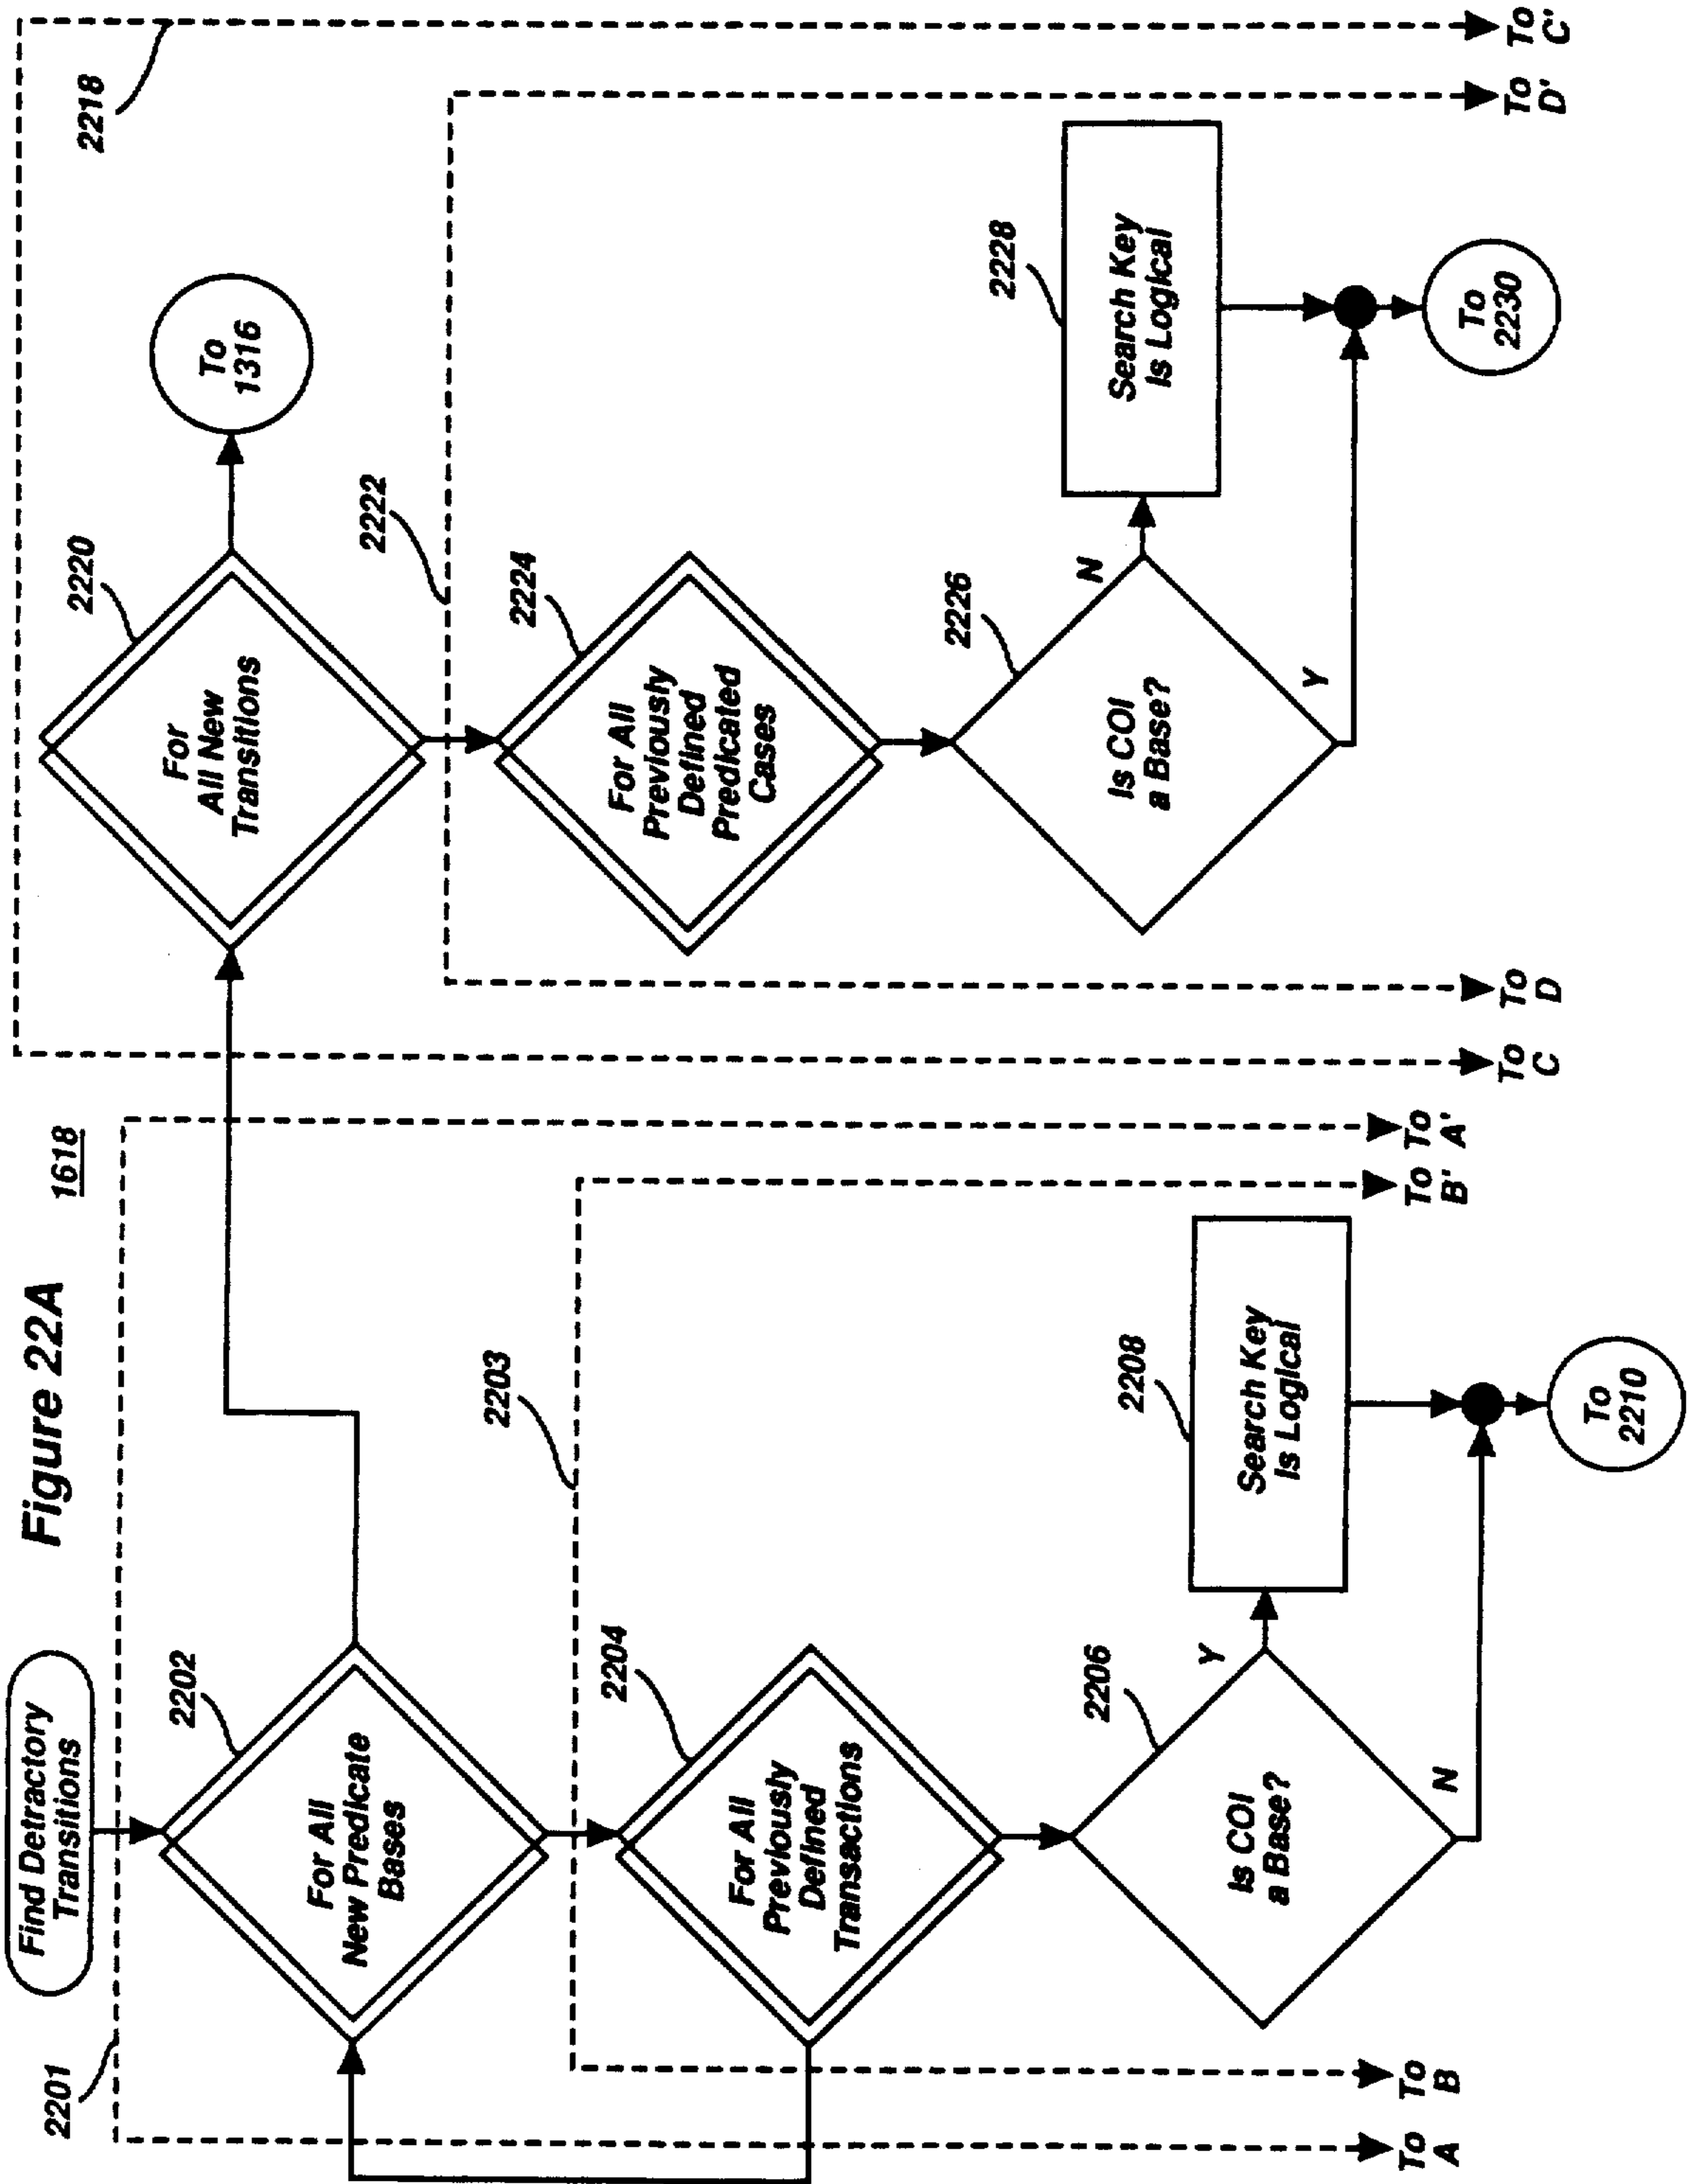 Figure 22A
1618
Find Detractory
Transitions
2201
2202
For All
New Predicate
Bases
2203
2204
For All
Previously
Defined
Transactions
2206
Is COI
a Base?
Y
N
2208
Search Key
Is Logical
To
2210
To
A
To
B
To
B'
To
A'
2218
2220
For
All New
Transitions
To
1316
2222
2224
For All
Previously
Defined
Predicated
Cases
2226
Is COI
a Base?
N
Y
2228
Search Key
Is Logical
To
2230
To
C
To
D
To
D'
To
C'